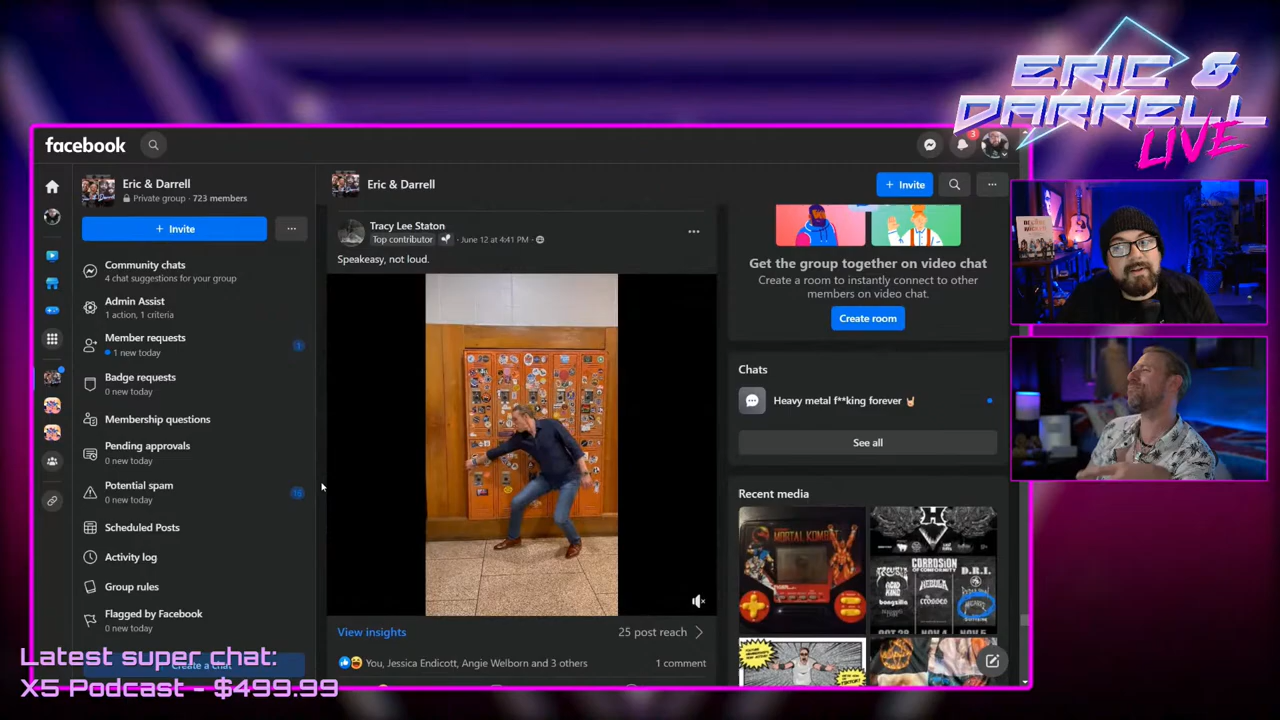 ERIC &
DARRELL
LIVE
facebook
3
Eric & Darrell
Private group · 723 members
+ Invite
Community chats
4 chat suggestions for your group
Admin Assist
1 action, 1 criteria
Member requests
1 new today
1
Badge requests
0 new today
Membership questions
Pending approvals
0 new today
Potential spam
0 new today
16
Scheduled Posts
Activity log
Group rules
Flagged by Facebook
0 new today
Create a chat
Eric & Darrell
+ Invite
Tracy Lee Staton
Top contributor · June 12 at 4:41 PM ·
Speakeasy, not loud.
View insights
25 post reach
You, Jessica Endicott, Angie Welborn and 3 others
1 comment
Get the group together on video chat
Create a room to instantly connect to
other members on video chat.
Create room
Chats
Heavy metal f**king forever 🤘🏻
See all
Recent media
MORTAL KOMBAT
CORROSION
OF CONFORMITY
D.R.I.
Latest super chat:
X5 Podcast - $499.99